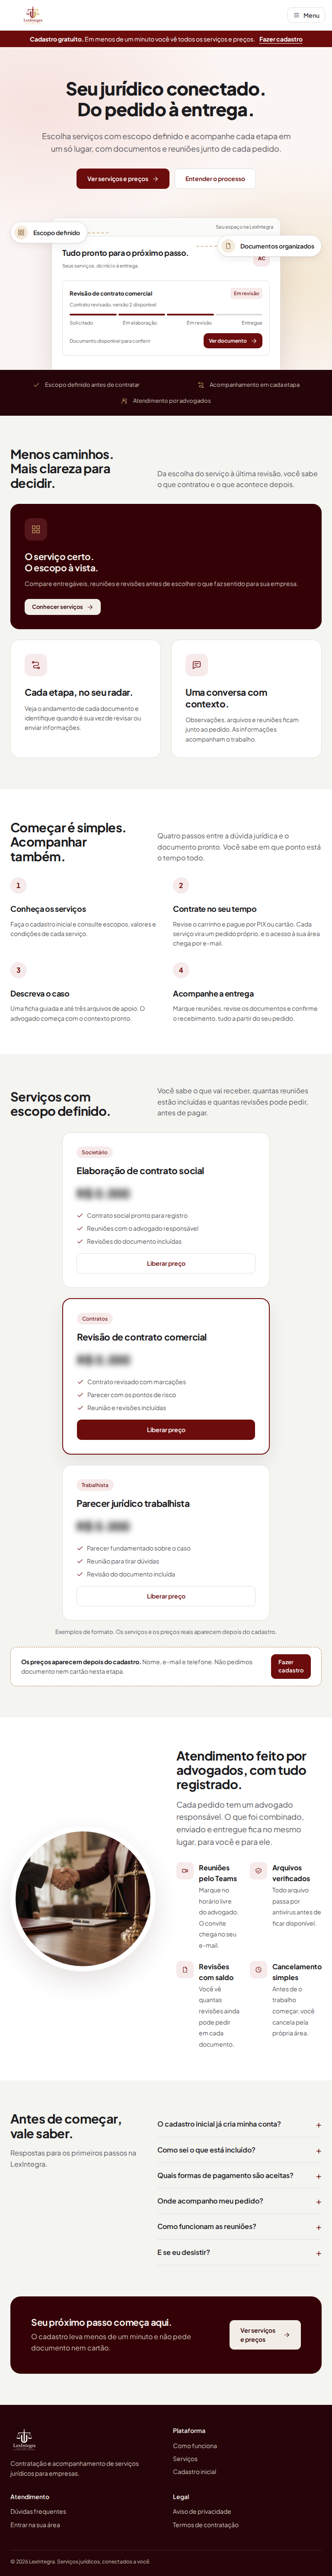 LexIntegra
Menu
Cadastro gratuito. Em menos de um minuto você vê todos os serviços e preços. Fazer cadastro
Seu jurídico conectado.
Do pedido à entrega.
Escolha serviços com escopo definido e acompanhe cada etapa em
um só lugar, com documentos e reuniões junto de cada pedido.
Ver serviços e preços
Entender o processo
Seu espaço na LexIntegra
Escopo definido
Documentos organizados
Tudo pronto para o próximo passo.
AC
Seus serviços, do início à entrega.
Revisão de contrato comercial
Em revisão
Contrato revisado, versão 2 disponível
Solicitado
Em elaboração
Em revisão
Entregue
Documento disponível para conferir
Ver documento
Escopo definido antes de contratar
Acompanhamento em cada etapa
Atendimento por advogados
Menos caminhos.
Mais clareza para
decidir.
Da escolha do serviço à última revisão, você sabe
o que contratou e o que acontece depois.
O serviço certo.
O escopo à vista.
Compare entregáveis, reuniões e revisões antes de escolher o que faz sentido para sua empresa.
Conhecer serviços
Cada etapa, no seu radar.
Veja o andamento de cada documento e
identifique quando é sua vez de revisar ou
enviar informações.
Uma conversa com
contexto.
Observações, arquivos e reuniões ficam
junto ao pedido. As informações
acompanham o trabalho.
Começar é simples.
Acompanhar
também.
Quatro passos entre a dúvida jurídica e o
documento pronto. Você sabe em que ponto está
o tempo todo.
1
Conheça os serviços
Faça o cadastro inicial e consulte escopos, valores e
condições de cada serviço.
2
Contrate no seu tempo
Revise o carrinho e pague por PIX ou cartão. Cada
serviço vira um pedido próprio, e o acesso à sua área
chega por e-mail.
3
Descreva o caso
Uma ficha guiada e até três arquivos de apoio. O
advogado começa com o contexto pronto.
4
Acompanhe a entrega
Marque reuniões, revise os documentos e confirme
o recebimento, tudo a partir do seu pedido.
Serviços com
escopo definido.
Você sabe o que vai receber, quantas reuniões
estão incluídas e quantas revisões pode pedir,
antes de pagar.
Societário
Elaboração de contrato social
Contrato social pronto para registro
Reuniões com o advogado responsável
Revisões do documento incluídas
Liberar preço
Contratos
Revisão de contrato comercial
Contrato revisado com marcações
Parecer com os pontos de risco
Reunião e revisões incluídas
Liberar preço
Trabalhista
Parecer jurídico trabalhista
Parecer fundamentado sobre o caso
Reunião para tirar dúvidas
Revisão do documento incluída
Liberar preço
Exemplos de formato. Os serviços e os preços reais aparecem depois do cadastro.
Os preços aparecem depois do cadastro. Nome, e-mail e telefone. Não pedimos
documento nem cartão nesta etapa.
Fazer
cadastro
Atendimento feito por
advogados, com tudo
registrado.
Cada pedido tem um advogado
responsável. O que foi combinado,
enviado e entregue fica no mesmo
lugar, para você e para ele.
Reuniões
pelo Teams
Marque no
horário livre
do advogado.
O convite
chega no seu
e-mail.
Arquivos
verificados
Todo arquivo
passa por
antivírus antes de
ficar disponível.
Revisões
com saldo
Você vê
quantas
revisões ainda
pode pedir
em cada
documento.
Cancelamento
simples
Antes de o
trabalho
começar, você
cancela pela
própria área.
Antes de começar,
vale saber.
Respostas para os primeiros passos na
LexIntegra.
O cadastro inicial já cria minha conta?
+
Como sei o que está incluído?
+
Quais formas de pagamento são aceitas?
+
Onde acompanho meu pedido?
+
Como funcionam as reuniões?
+
E se eu desistir?
+
Seu próximo passo começa aqui.
O cadastro leva menos de um minuto e não pede
documento nem cartão.
Ver serviços
e preços
LexIntegra
Contratação e acompanhamento de serviços
jurídicos para empresas.
Plataforma
Como funciona
Serviços
Cadastro inicial
Atendimento
Dúvidas frequentes
Entrar na sua área
Legal
Aviso de privacidade
Termos de contratação
© 2026 LexIntegra. Serviços jurídicos, conectados a você.